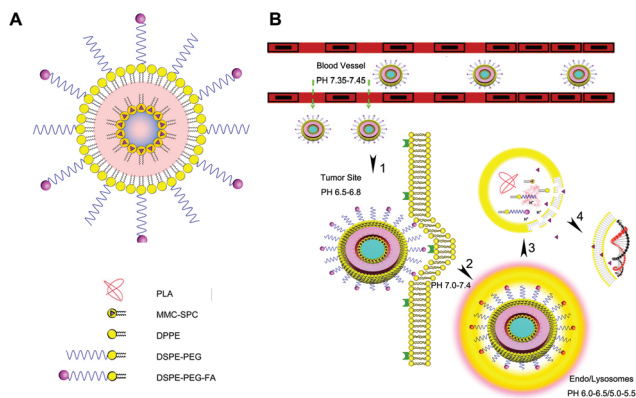 A
B
Blood Vessel
PH 7.35-7.45
1
Tumor Site
PH 6.5-6.8
4
2
3
PH 7.0-7.4
PLA
MMC-SPC
DPPE
DSPE-PEG
DSPE-PEG-FA
Endo/Lysosomes
PH 6.0-6.5/5.0-5.5